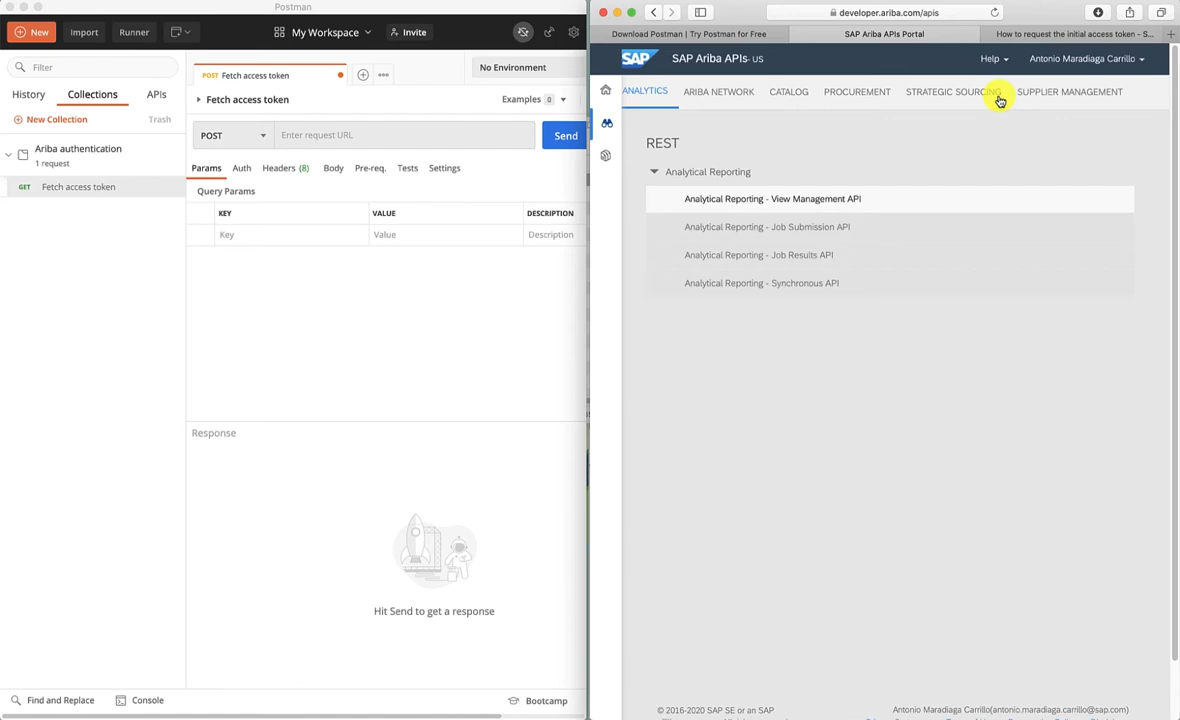 Postman
New
Import
Runner
My Workspace
Invite
Filter
History
Collections
APIs
New Collection
Trash
Ariba authentication
1 request
GET Fetch access token
POST Fetch access token
No Environment
Fetch access token
Examples 0
POST
Enter request URL
Send
Params
Auth
Headers (8)
Body
Pre-req.
Tests
Settings
Query Params
KEY
VALUE
DESCRIPTION
Key
Value
Description
Response
Hit Send to get a response
Find and Replace
Console
Bootcamp
developer.ariba.com/apis
Download Postman | Try Postman for Free
SAP Ariba APIs Portal
How to request the initial access token - S...
SAP
SAP Ariba APIs- US
Help
Antonio Maradiaga Carrillo
ANALYTICS
ARIBA NETWORK
CATALOG
PROCUREMENT
STRATEGIC SOURCING
SUPPLIER MANAGEMENT
REST
Analytical Reporting
Analytical Reporting - View Management API
Analytical Reporting - Job Submission API
Analytical Reporting - Job Results API
Analytical Reporting - Synchronous API
© 2016-2020 SAP SE or an SAP
Antonio Maradiaga Carrillo(antonio.maradiaga.carrillo@sap.com)